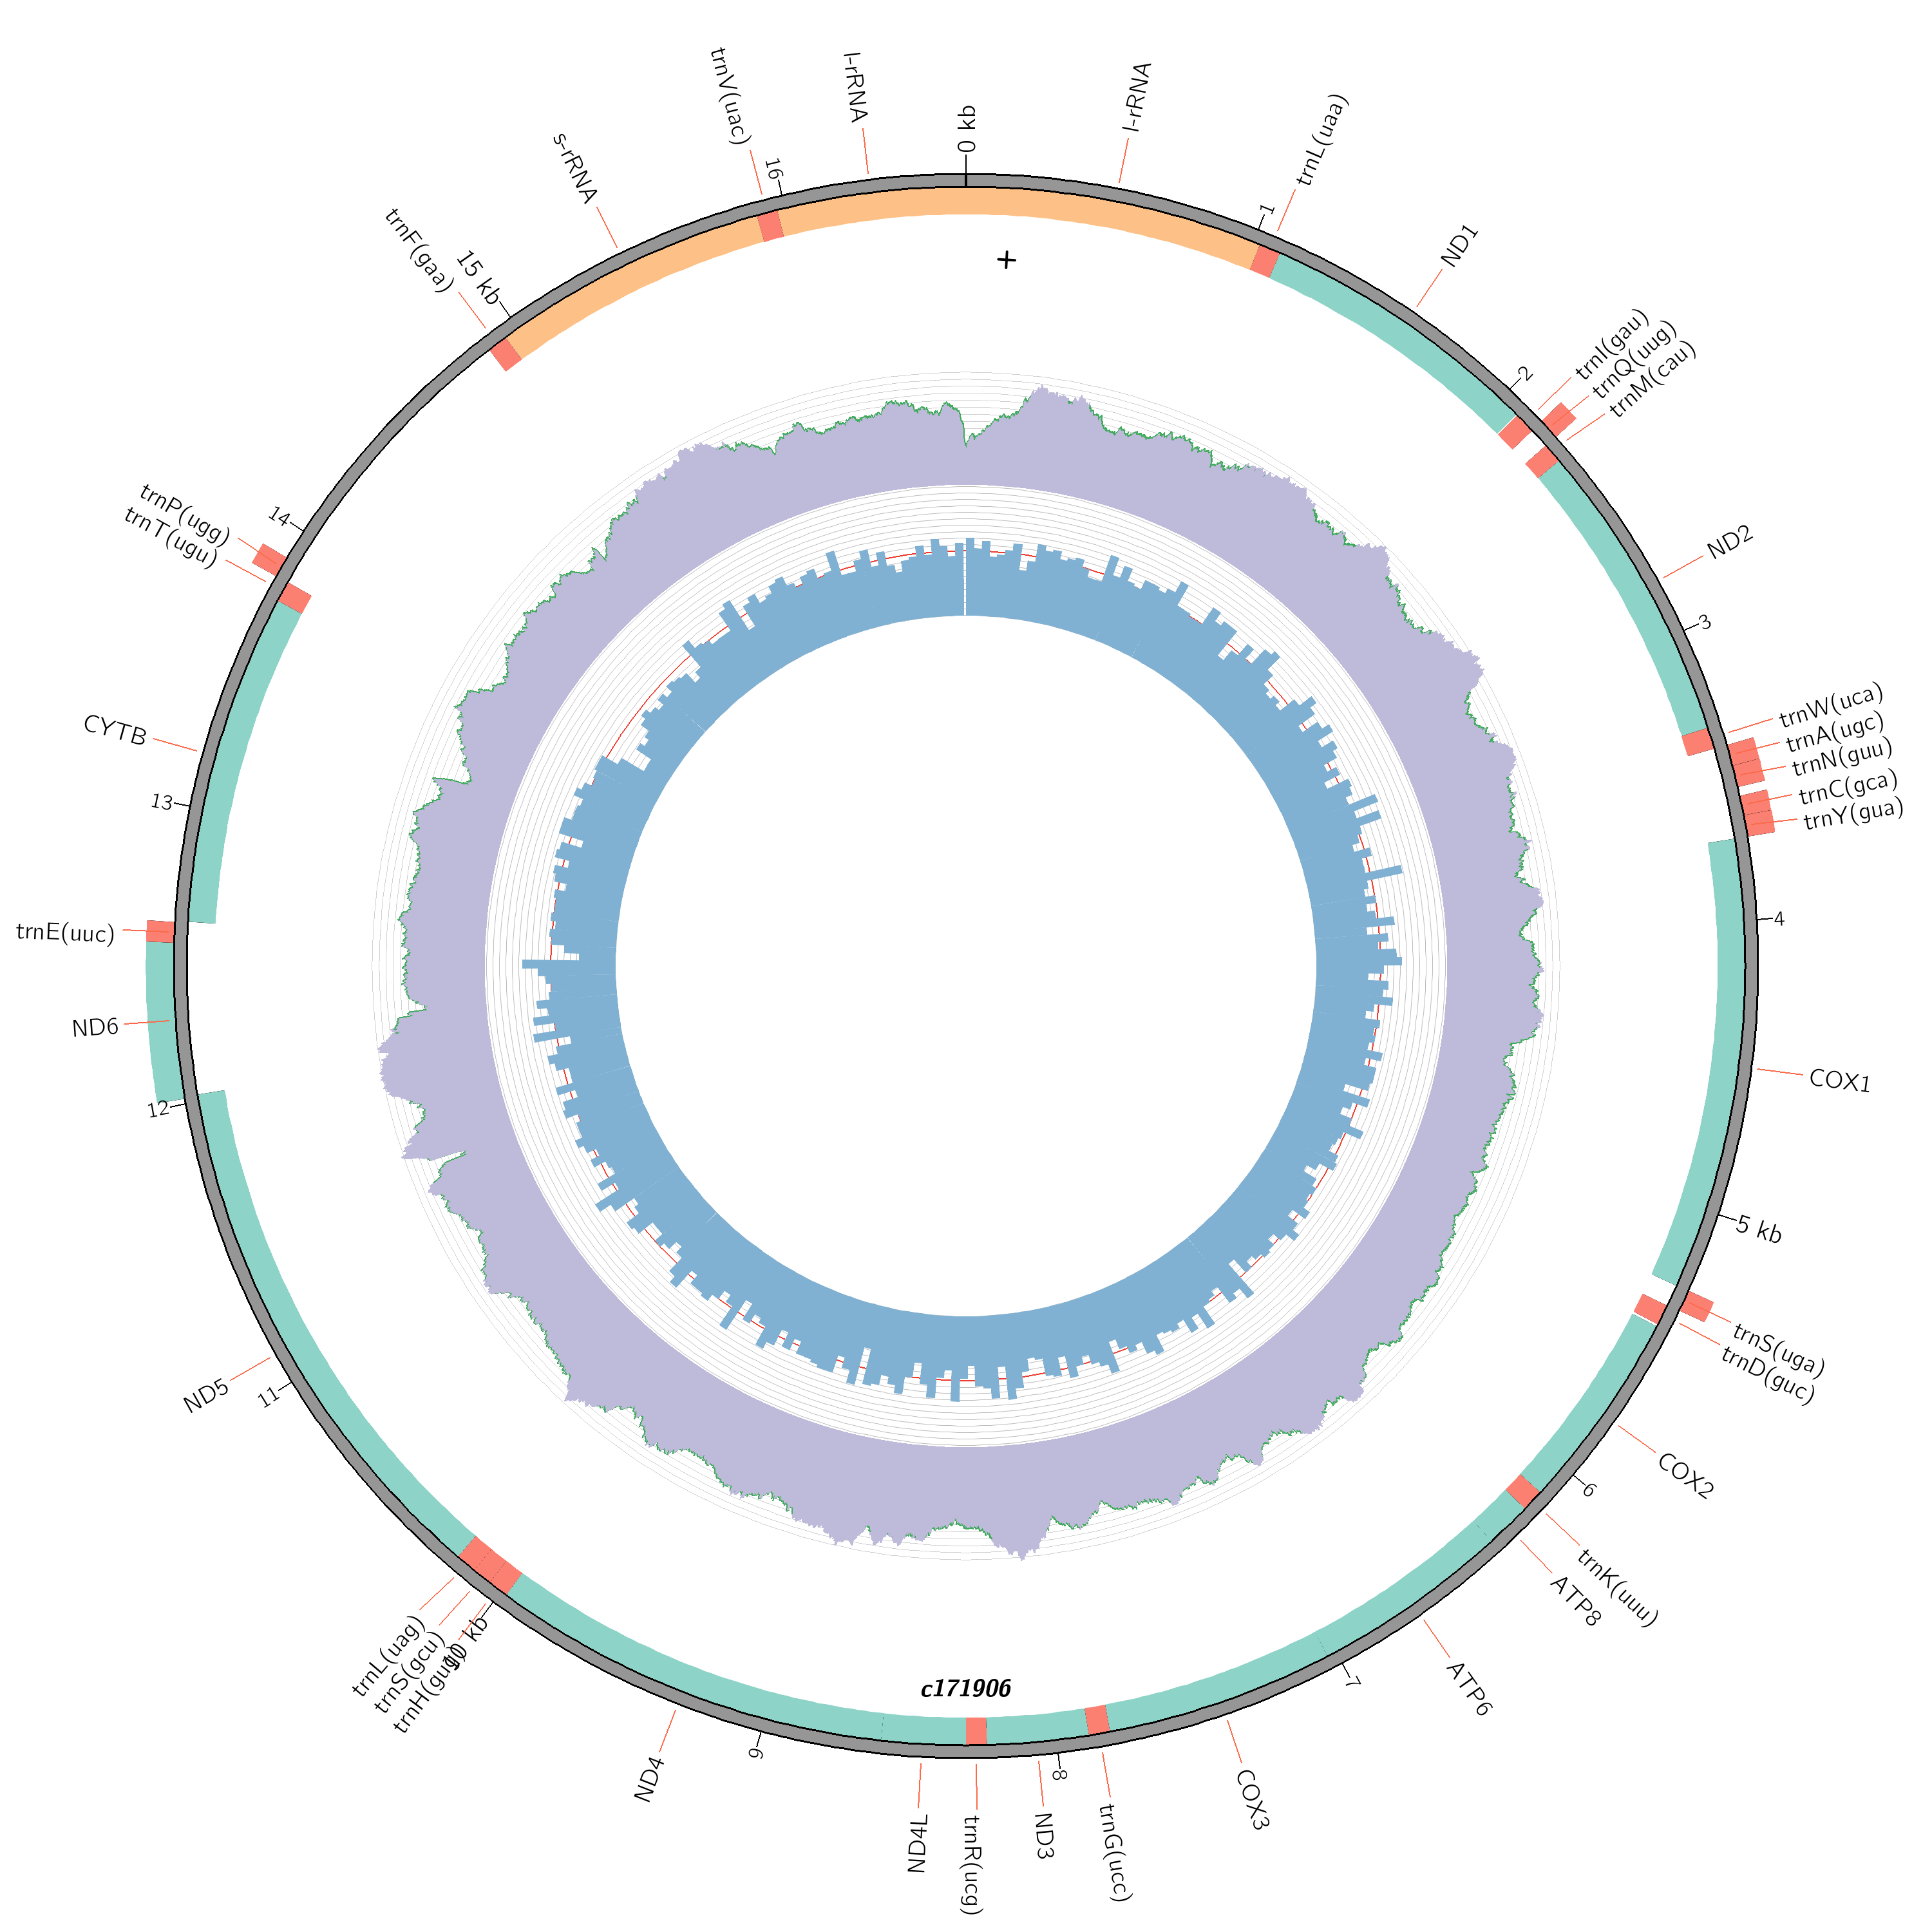 0 kb
l-rRNA
1
trnL(uaa)
ND1
2
trnI(gau)
trnQ(uug)
trnM(cau)
ND2
3
trnW(uca)
trnA(ugc)
trnN(guu)
trnC(gca)
trnY(gua)
4
COX1
5 kb
trnS(uga)
trnD(guc)
COX2
6
trnK(uuu)
ATP8
ATP6
7
COX3
trnG(ucc)
8
ND3
trnR(ucg)
ND4L
9
ND4
10 kb
trnH(gug)
trnS(gcu)
trnL(uag)
11
ND5
12
ND6
trnE(uuc)
13
CYTB
trnT(ugu)
trnP(ugg)
14
15 kb
trnF(gaa)
s-rRNA
trnV(uac)
16
l-rRNA
+
c171906